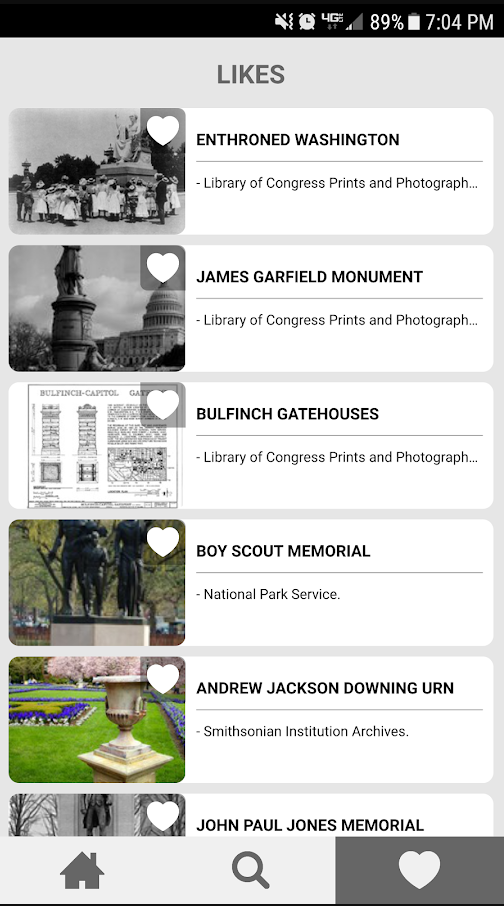 4G
89%
7:04 PM
LIKES
ENTHRONED WASHINGTON
- Library of Congress Prints and Photograph...
JAMES GARFIELD MONUMENT
- Library of Congress Prints and Photograph...
BULFINCH-CAPITOL
BULFINCH GATEHOUSES
- Library of Congress Prints and Photograph...
BOY SCOUT MEMORIAL
- National Park Service.
ANDREW JACKSON DOWNING URN
- Smithsonian Institution Archives.
JOHN PAUL JONES MEMORIAL